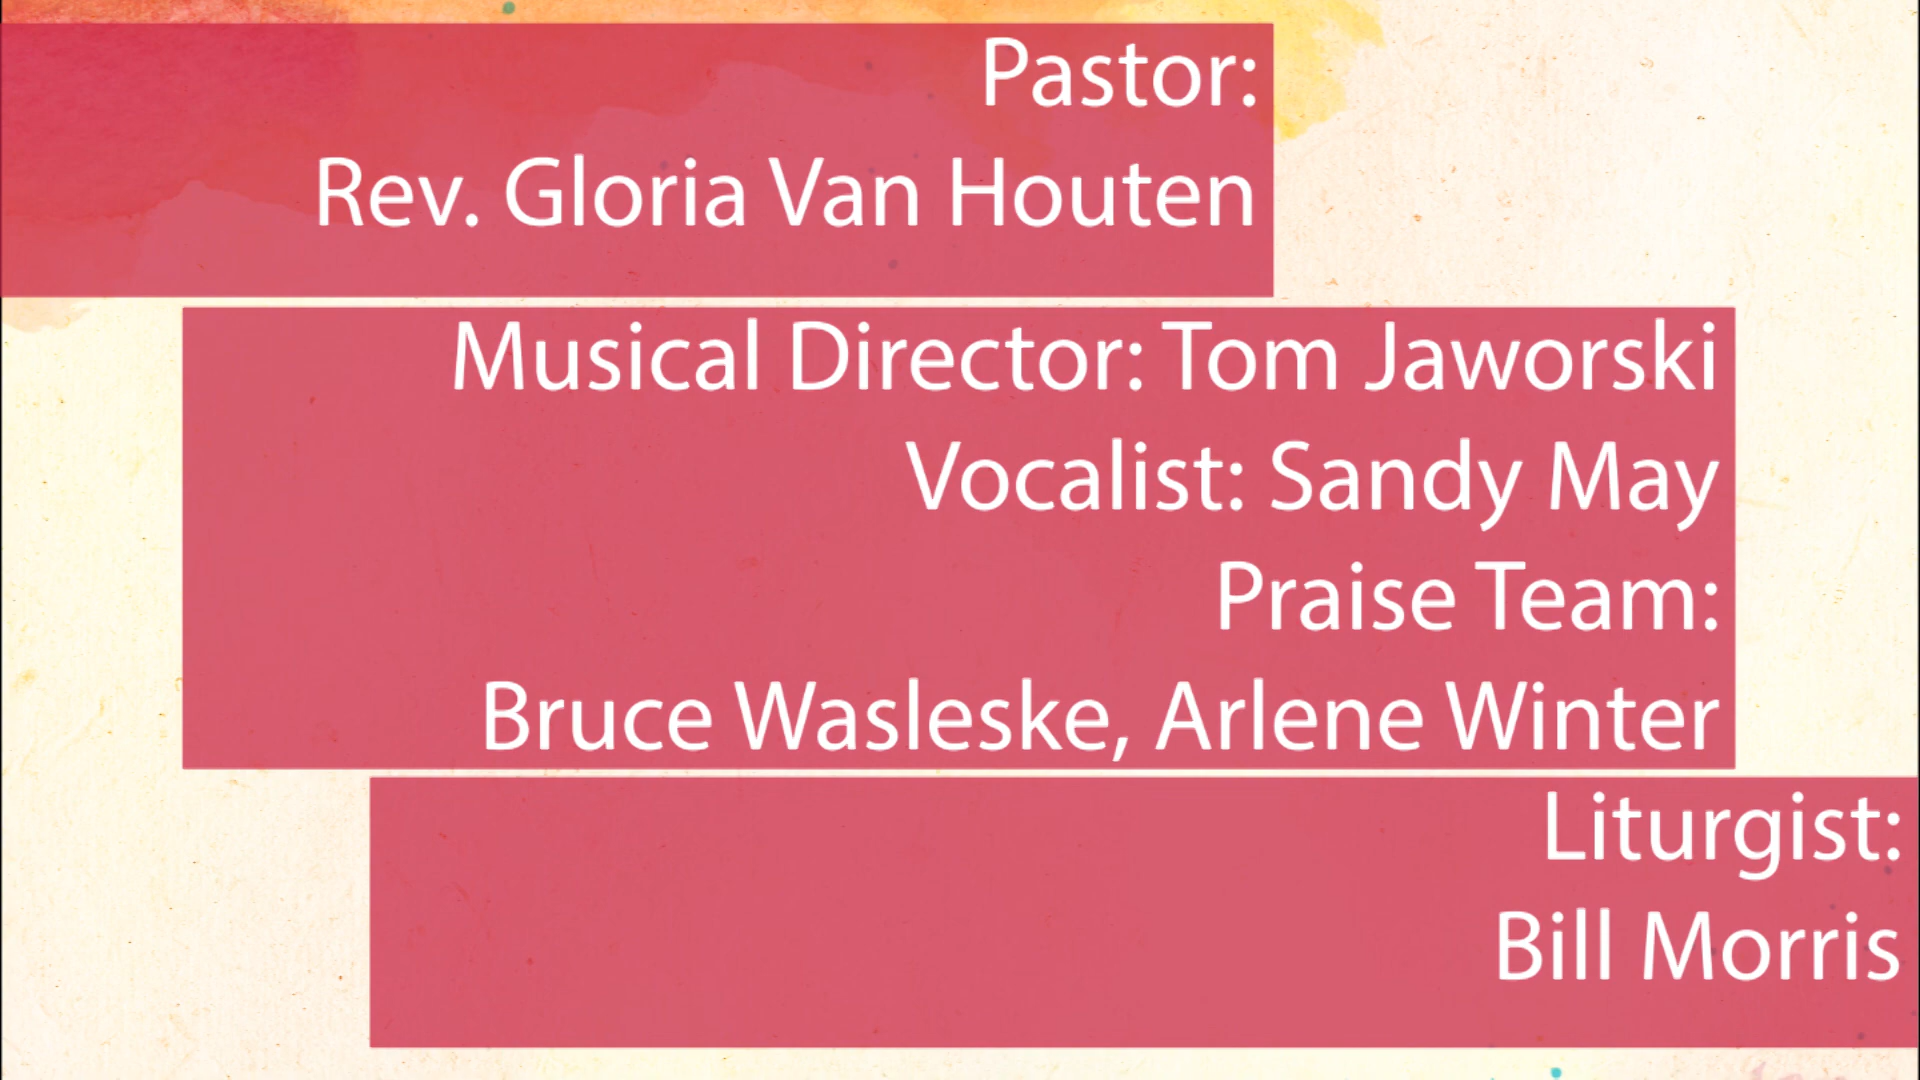 Pastor:
Rev. Gloria Van Houten
Musical Director: Tom Jaworski
Vocalist: Sandy May
Praise Team:
Bruce Wasleske, Arlene Winter
Liturgist:
Bill Morris